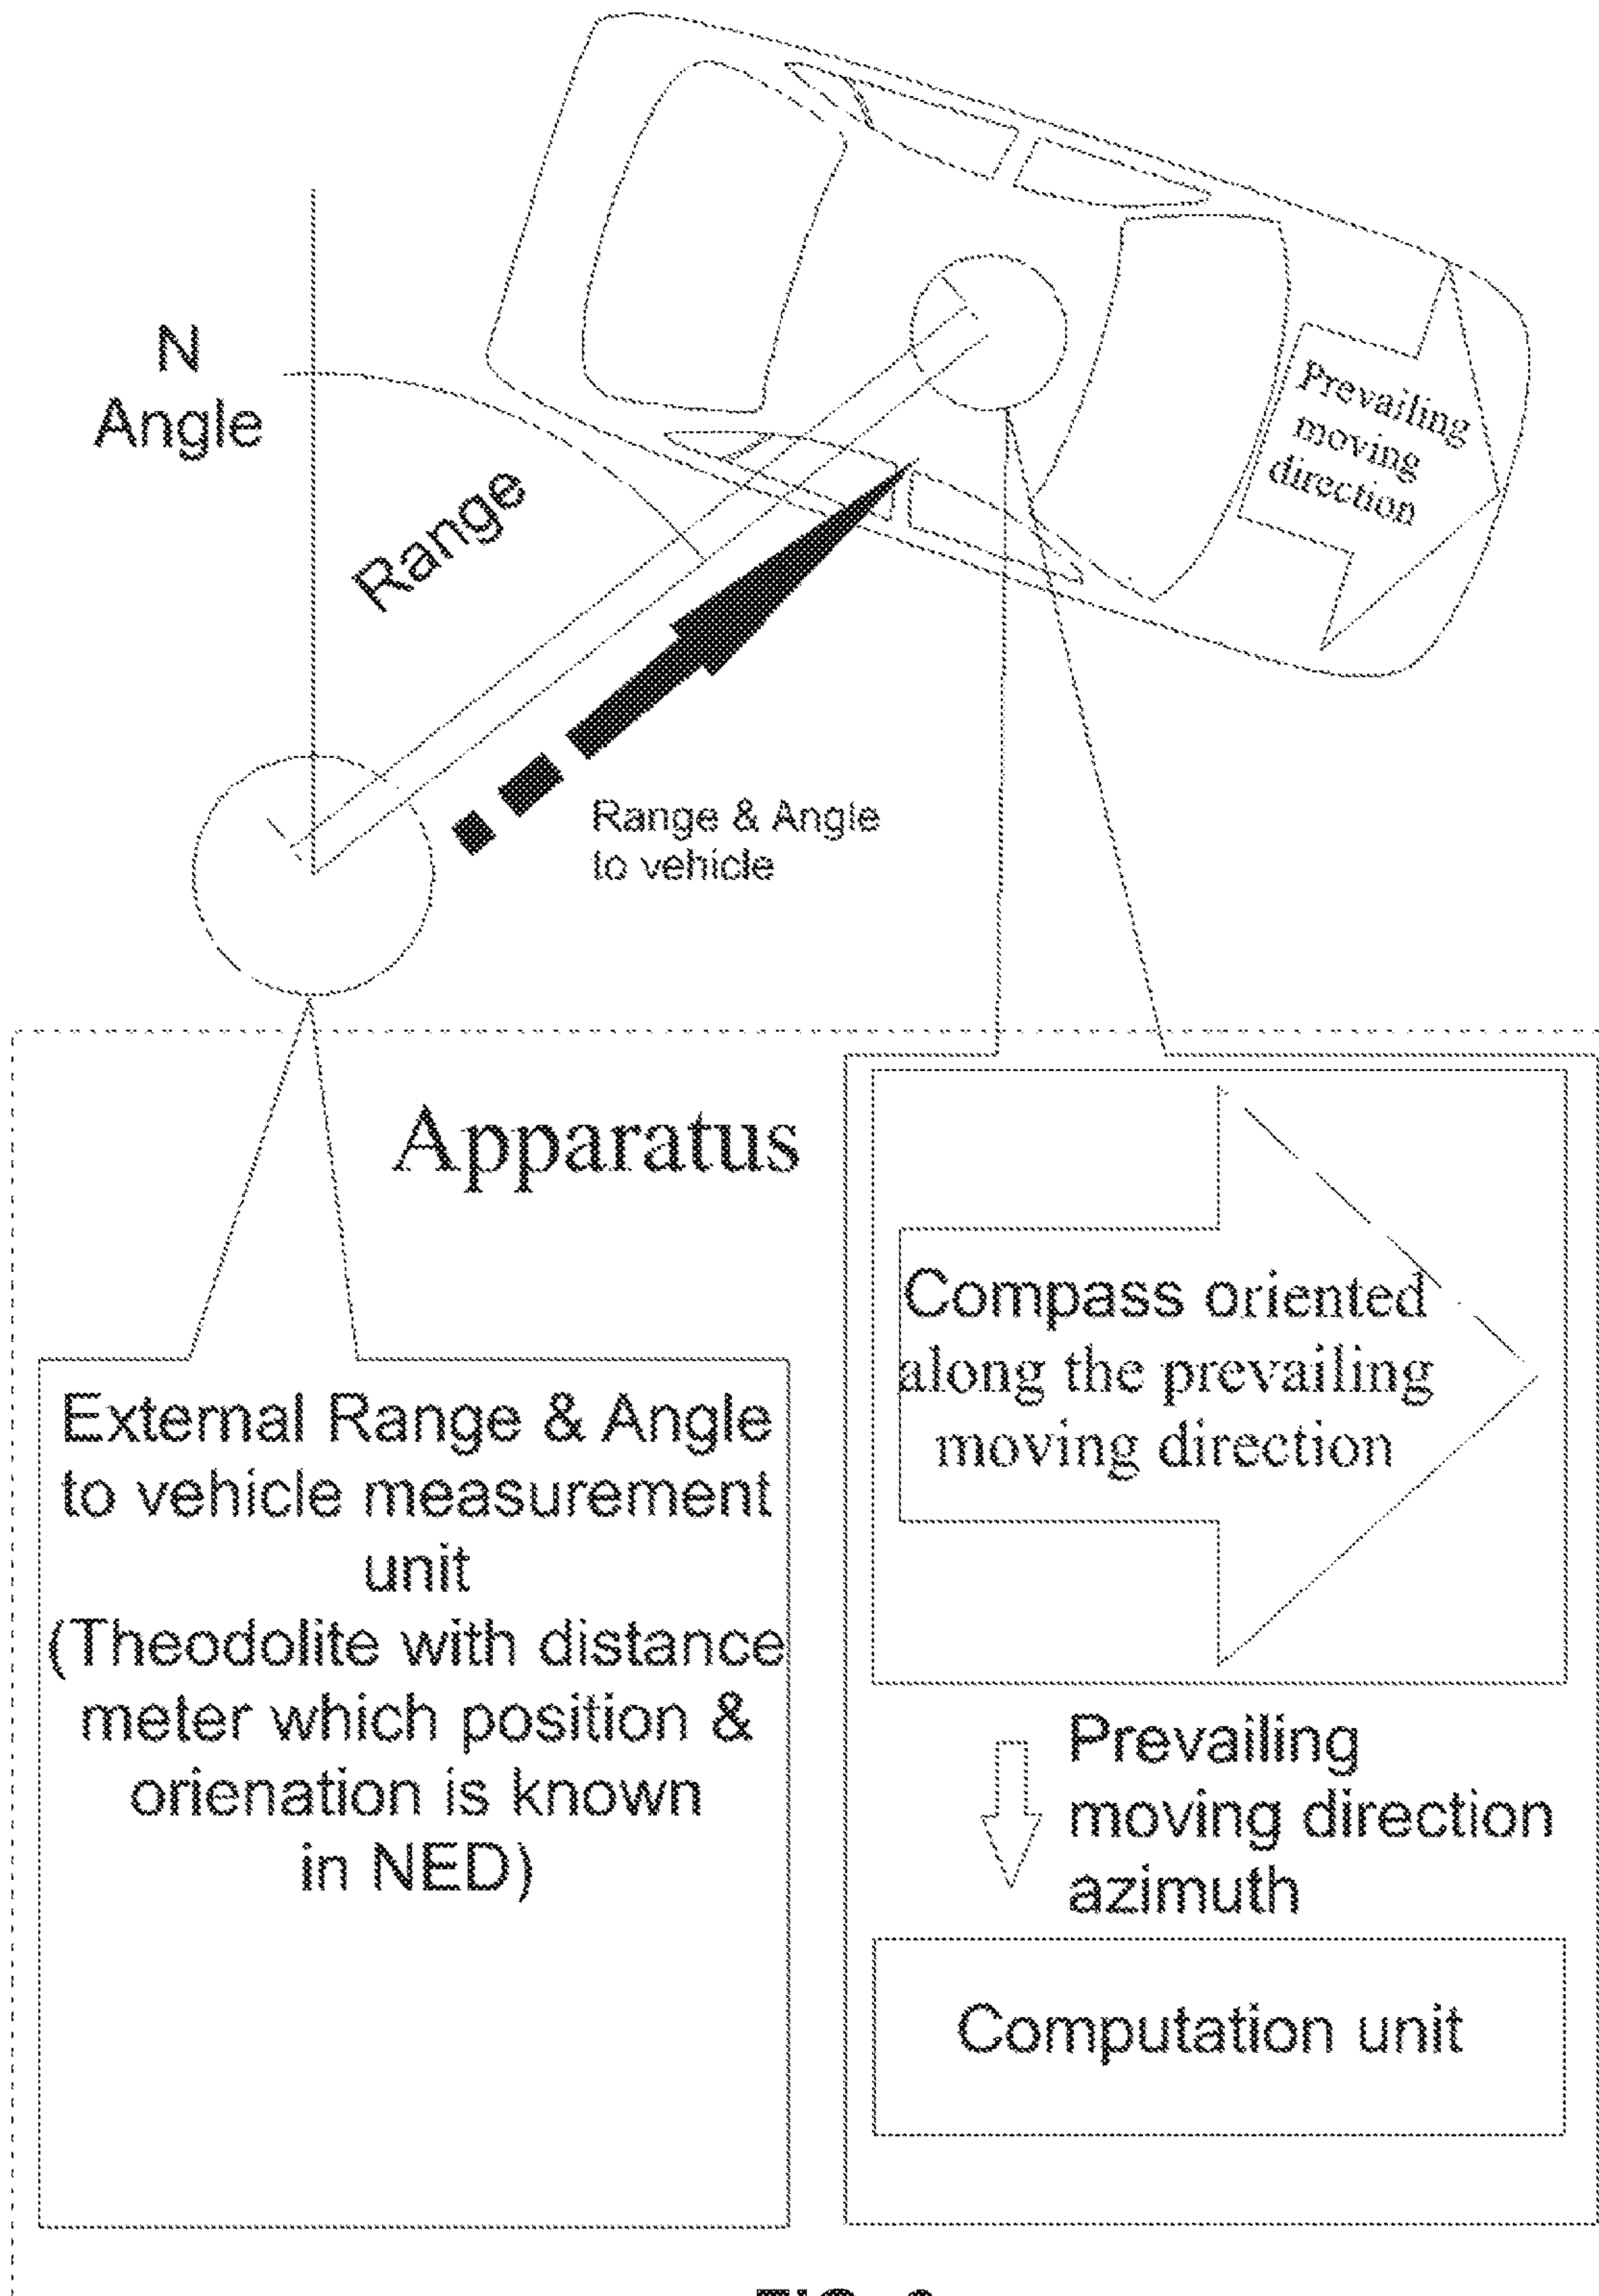 N
Angle
Range
Prevailing
moving
direction
Range & Angle
to vehicle
Apparatus
External Range & Angle
to vehicle measurement
unit
(Theodolite with distance
meter which position &
orienation is known
in NED)
Compass oriented
along the prevailing
moving direction
Prevailing
moving direction
azimuth
Computation unit